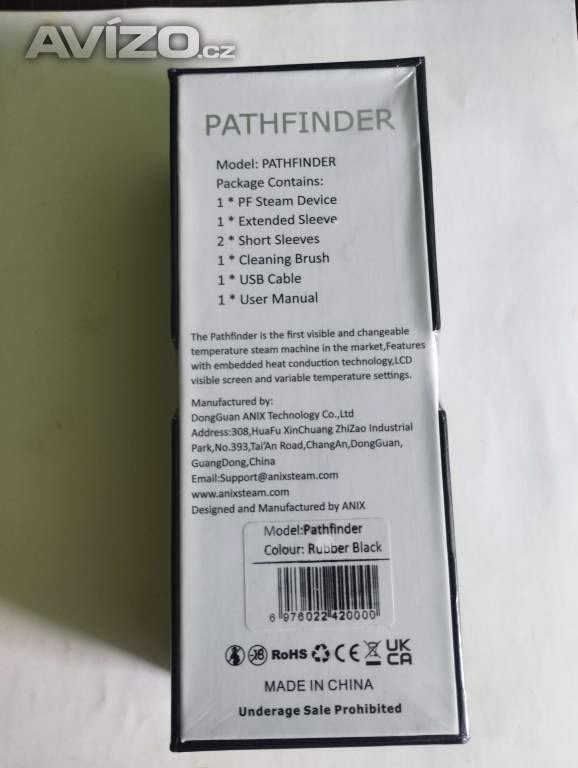 AVÍZO.cz
PATHFINDER
Model: PATHFINDER
Package Contains:
1 * PF Steam Device
1 * Extended Sleeve
2 * Short Sleeves
1 * Cleaning Brush
1 * USB Cable
1 * User Manual
The Pathfinder is the first visible and changeable
temperature steam machine in the market,Features
with embedded heat conduction technology,LCD
visible screen and variable temperature settings.
Manufactured by:
DongGuan ANIX Technology Co.,Ltd
Address:308,HuaFu XinChuang ZhiZao Industrial
Park,No.393,Tai'An Road,ChangAn,DongGuan,
GuangDong,China
Email:Support@anixsteam.com
www.anixsteam.com
Designed and Manufactured by ANIX
Model:Pathfinder
Colour: Rubber Black
6 976022 420000
-18 RoHS CE UK CA
MADE IN CHINA
Underage Sale Prohibited